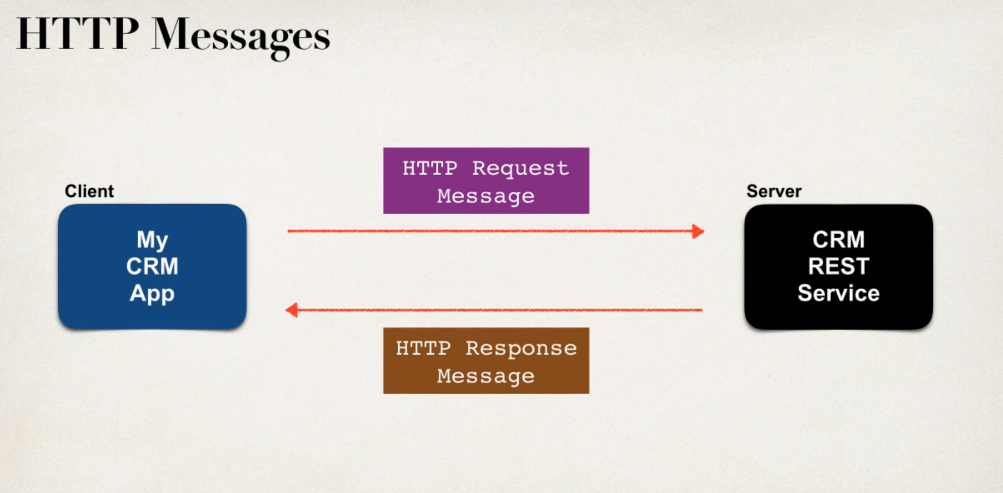 HTTP Messages
HTTP Request
Message
Client
Server
My
CRM
App
CRM
REST
Service
HTTP Response
Message